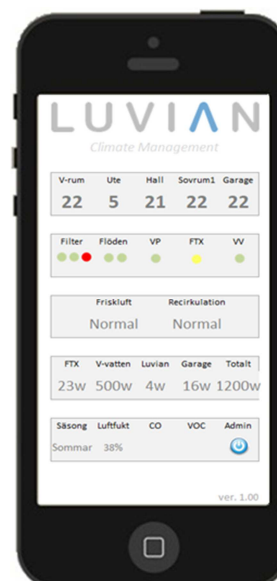 LUVIAN
Climate Management
V-rum Ute Hall Sovrum1 Garage
22 5 21 22 22
Filter Flöden VP FTX VV
Friskluft Recirkulation
Normal Normal
FTX V-vatten Luvian Garage Totalt
23w 500w 4w 16w 1200w
Säsong Luftfukt CO VOC Admin
Sommar 38%
ver. 1.00